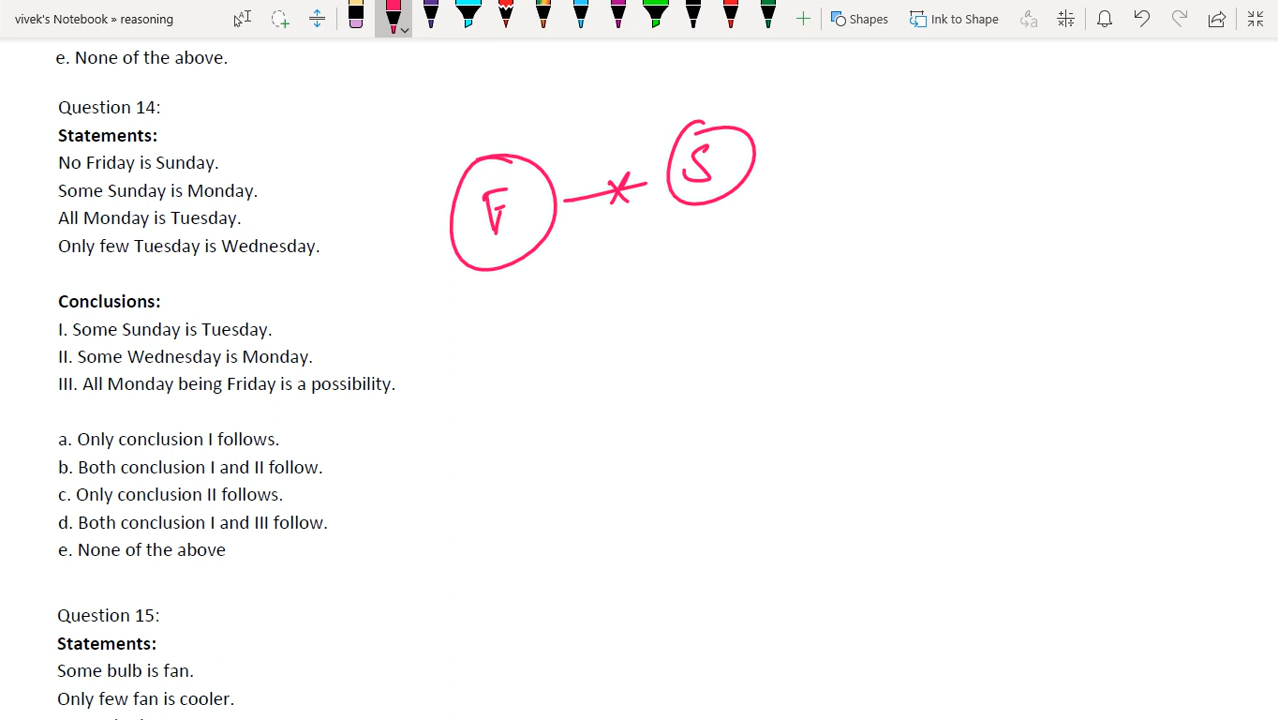 vivek's Notebook » reasoning
Shapes
Ink to Shape
e. None of the above.
Question 14:
Statements:
No Friday is Sunday.
Some Sunday is Monday.
All Monday is Tuesday.
Only few Tuesday is Wednesday.
F
S
Conclusions:
I. Some Sunday is Tuesday.
II. Some Wednesday is Monday.
III. All Monday being Friday is a possibility.
a. Only conclusion I follows.
b. Both conclusion I and II follow.
c. Only conclusion II follows.
d. Both conclusion I and III follow.
e. None of the above
Question 15:
Statements:
Some bulb is fan.
Only few fan is cooler.